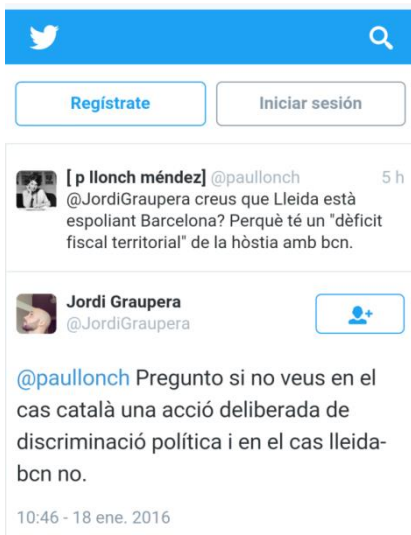 Regístrate
Iniciar sesión
[ p llonch méndez] @paullonch 5 h
@JordiGraupera creus que Lleida està
espoliant Barcelona? Perquè té un "dèficit
fiscal territorial" de la hòstia amb bcn.
Jordi Graupera
@JordiGraupera
@paullonch Pregunto si no veus en el
cas català una acció deliberada de
discriminació política i en el cas lleida-
bcn no.
10:46 - 18 ene. 2016